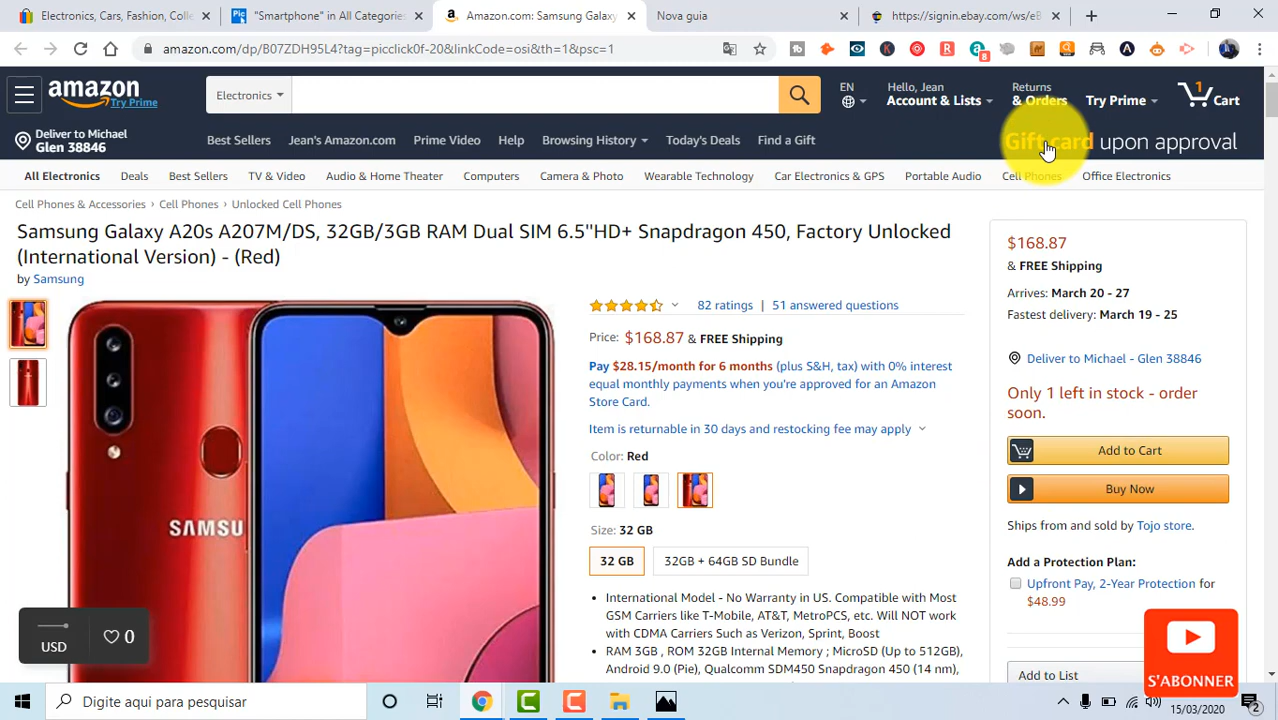 Electronics, Cars, Fashion, Colle
"Smartphone" in All Categories
Amazon.com: Samsung Galaxy
Nova guia
https://signin.ebay.com/ws/eB
amazon.com/dp/B07ZDH95L4?tag=picclick0f-20&linkCode=osi&th=1&psc=1
8
amazon
Try Prime
Electronics
EN
Hello, Jean
Account & Lists
Returns
& Orders
Try Prime
1
Cart
Deliver to Michael
Glen 38846
Best Sellers
Jean's Amazon.com
Prime Video
Help
Browsing History
Today's Deals
Find a Gift
Gift card upon approval
All Electronics
Deals
Best Sellers
TV & Video
Audio & Home Theater
Computers
Camera & Photo
Wearable Technology
Car Electronics & GPS
Portable Audio
Cell Phones
Office Electronics
Cell Phones & Accessories › Cell Phones › Unlocked Cell Phones
Samsung Galaxy A20s A207M/DS, 32GB/3GB RAM Dual SIM 6.5"HD+ Snapdragon 450, Factory Unlocked
(International Version) - (Red)
by Samsung
SAMSU
82 ratings | 51 answered questions
Price: $168.87 & FREE Shipping
Pay $28.15/month for 6 months (plus S&H, tax) with 0% interest
equal monthly payments when you're approved for an Amazon
Store Card.
Item is returnable in 30 days and restocking fee may apply
Color: Red
Size: 32 GB
32 GB
32GB + 64GB SD Bundle
• International Model - No Warranty in US. Compatible with Most
GSM Carriers like T-Mobile, AT&T, MetroPCS, etc. Will NOT work
with CDMA Carriers Such as Verizon, Sprint, Boost
• RAM 3GB , ROM 32GB Internal Memory ; MicroSD (Up to 512GB),
Android 9.0 (Pie), Qualcomm SDM450 Snapdragon 450 (14 nm),
$168.87
& FREE Shipping
Arrives: March 20 - 27
Fastest delivery: March 19 - 25
Deliver to Michael - Glen 38846
Only 1 left in stock - order
soon.
Add to Cart
Buy Now
Ships from and sold by Tojo store.
Add a Protection Plan:
Upfront Pay, 2-Year Protection for
$48.99
Add to List
USD
0
S'ABONNER
Digite aqui para pesquisar
15/03/2020
2